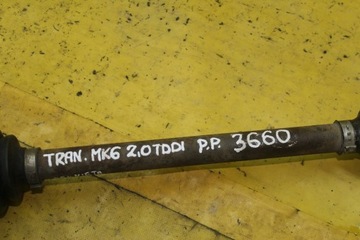 TRAN. MK6 2,0TDDI P.P. 3660